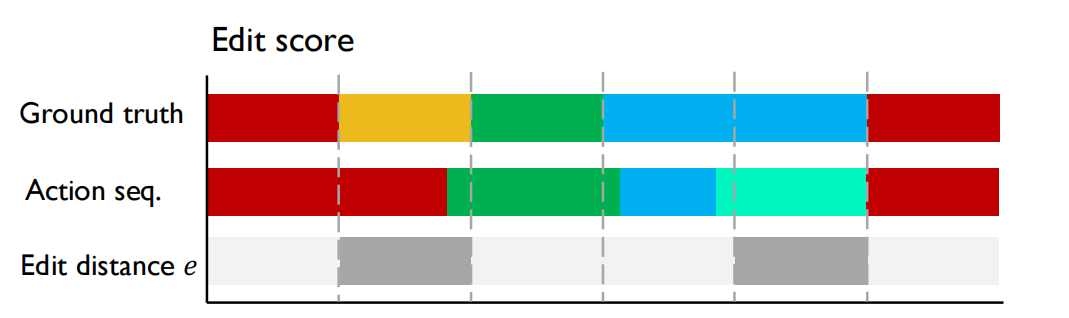 Edit score
Ground truth
Action seq.
Edit distance e